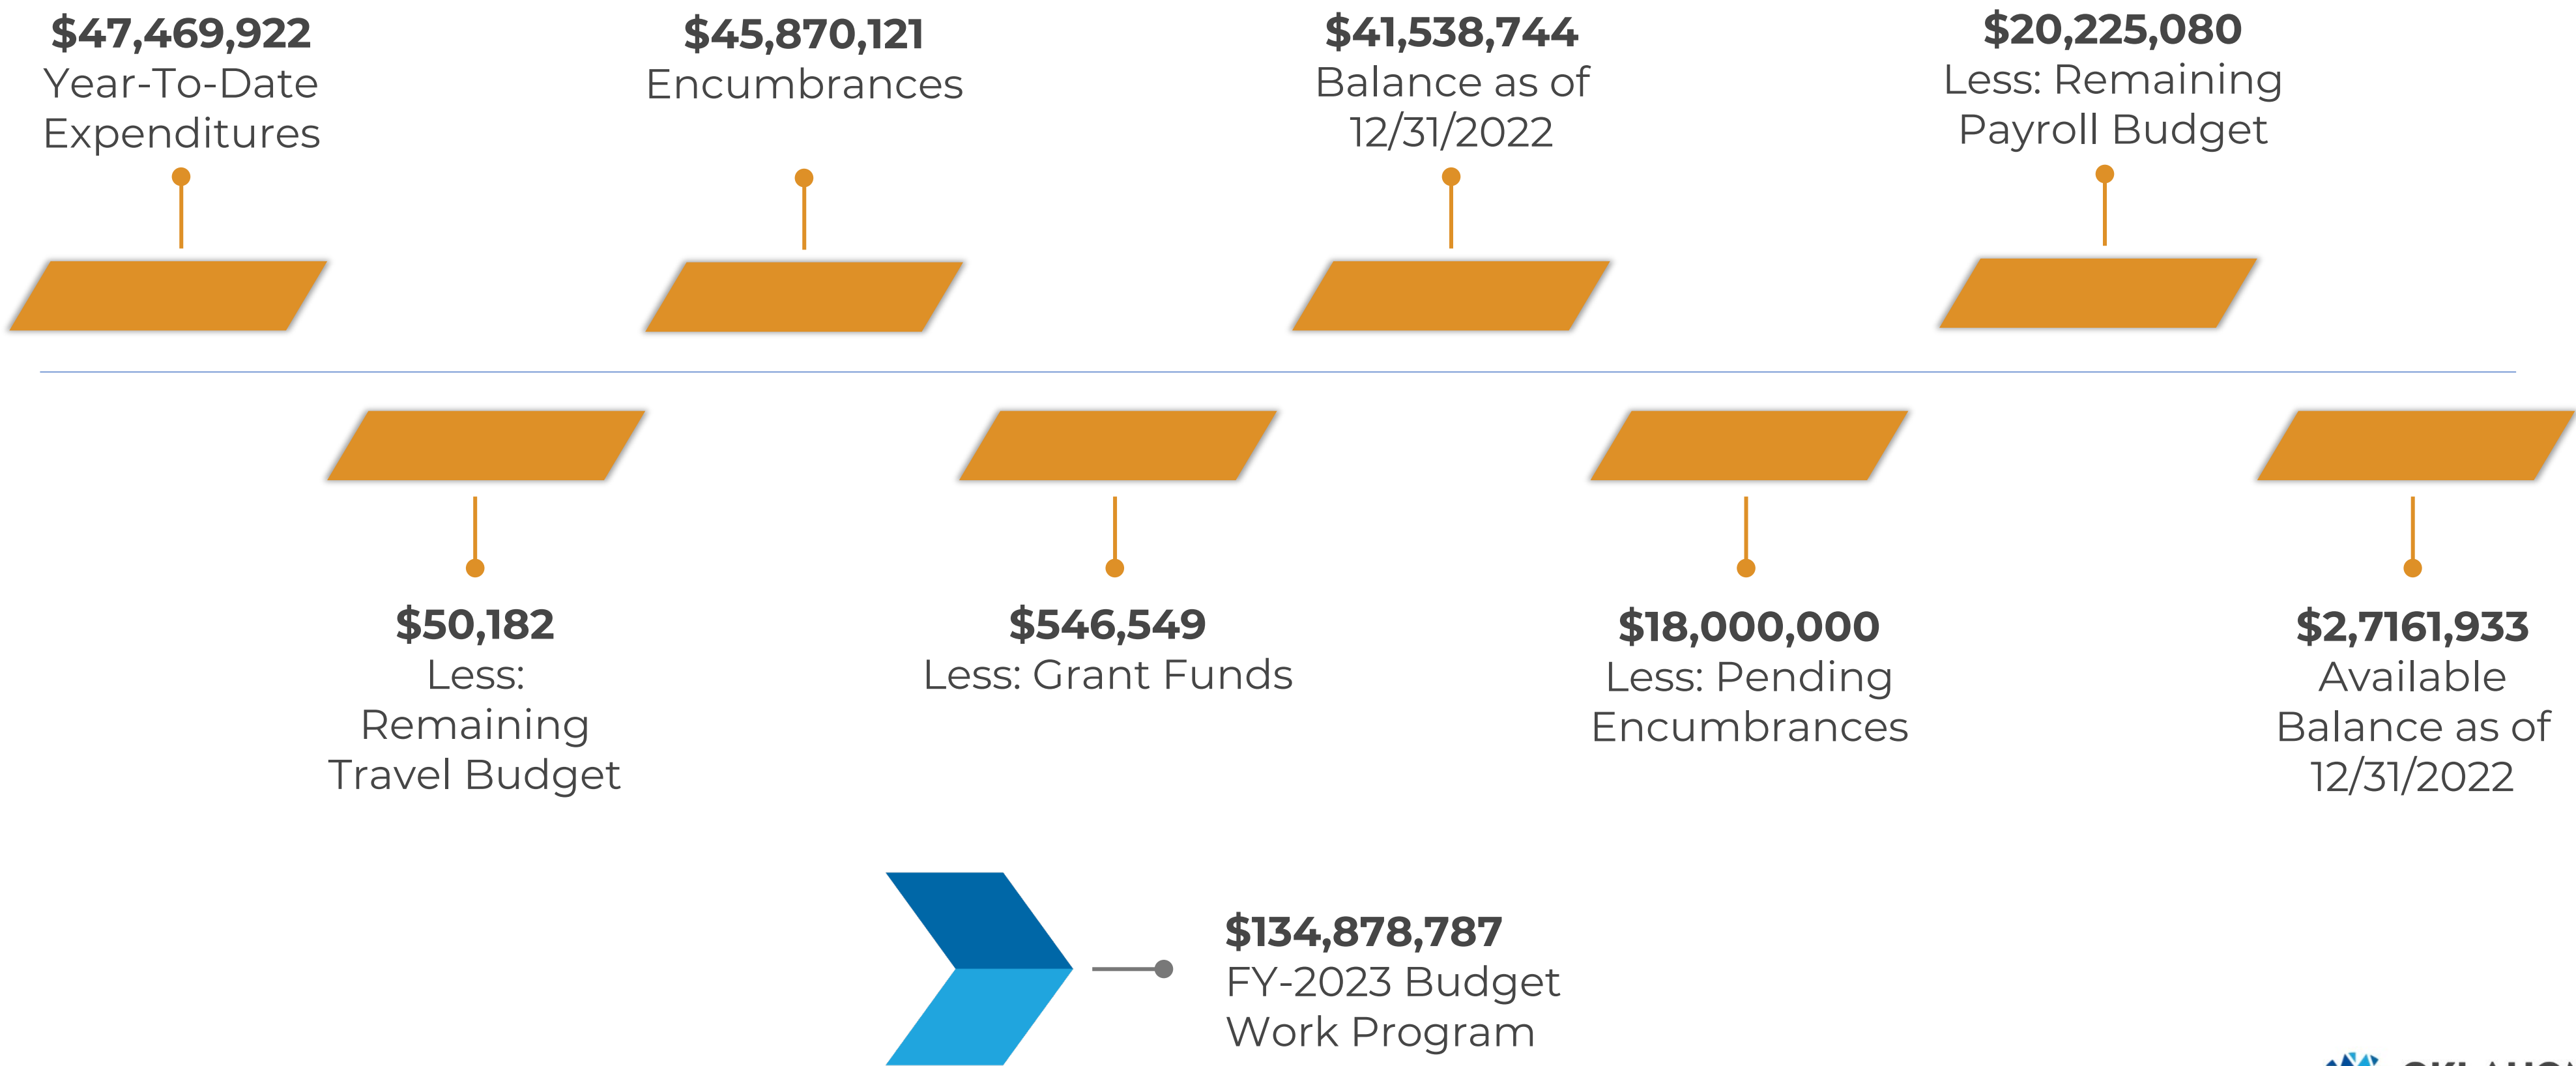 $47,469,922
Year-To-Date
Expenditures
$45,870,121
Encumbrances
$41,538,744
Balance as of
12/31/2022
$20,225,080
Less: Remaining
Payroll Budget
$50,182
Less:
Remaining
Travel Budget
$546,549
Less: Grant Funds
$18,000,000
Less: Pending
Encumbrances
$2,7161,933
Available
Balance as of
12/31/2022
$134,878,787
FY-2023 Budget
Work Program